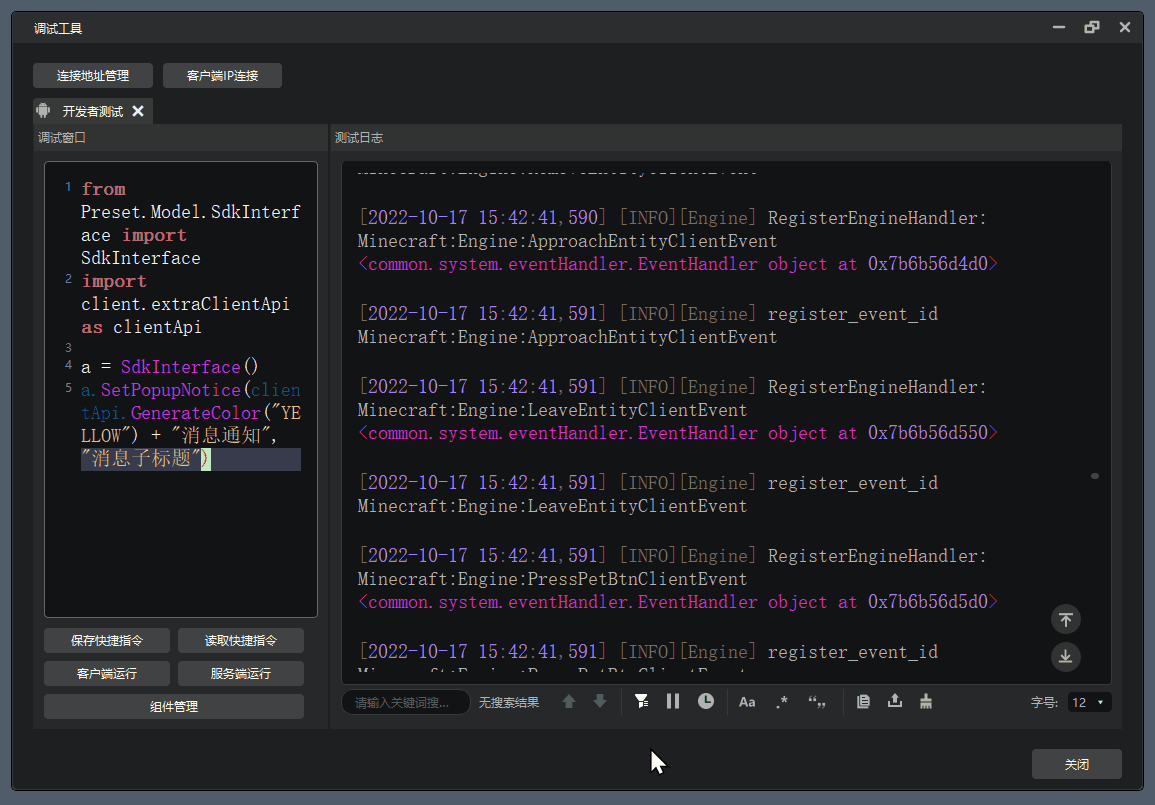 调试工具
连接地址管理
客户端IP连接
开发者测试
调试窗口
测试日志
1 from
Preset.Model.SdkInterf
ace import
SdkInterface
2 import
client.extraClientApi
as clientApi
3
4 a = SdkInterface()
5 a.SetPopupNotice(clien
tApi.GenerateColor("YE
LLOW") + "消息通知",
"消息子标题")
[2022-10-17 15:42:41,590] [INFO][Engine] RegisterEngineHandler:
Minecraft:Engine:ApproachEntityClientEvent
<common.system.eventHandler.EventHandler object at 0x7b6b56d4d0>
[2022-10-17 15:42:41,591] [INFO][Engine] register_event_id
Minecraft:Engine:ApproachEntityClientEvent
[2022-10-17 15:42:41,591] [INFO][Engine] RegisterEngineHandler:
Minecraft:Engine:LeaveEntityClientEvent
<common.system.eventHandler.EventHandler object at 0x7b6b56d550>
[2022-10-17 15:42:41,591] [INFO][Engine] register_event_id
Minecraft:Engine:LeaveEntityClientEvent
[2022-10-17 15:42:41,591] [INFO][Engine] RegisterEngineHandler:
Minecraft:Engine:PressPetBtnClientEvent
<common.system.eventHandler.EventHandler object at 0x7b6b56d5d0>
[2022-10-17 15:42:41,591] [INFO][Engine] register_event_id
保存快捷指令
读取快捷指令
客户端运行
服务端运行
组件管理
请输入关键词搜...
无搜索结果
Aa
.*
“„
字号:
12
关闭